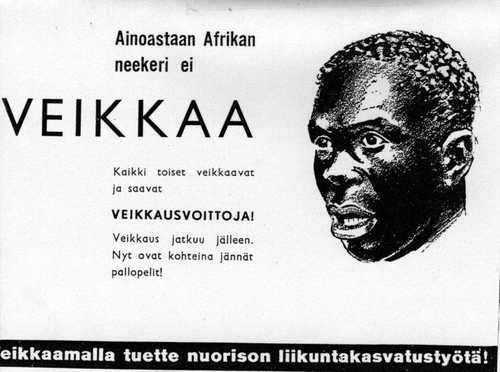 Ainoastaan Afrikan
neekeri ei
VEIKKAA
Kaikki toiset veikkaavat
ja saavat
VEIKKAUSVOITTOJA!
Veikkaus jatkuu jälleen.
Nyt ovat kohteina jännät
pallopelit!
eikkaamalla tuette nuorison liikuntakasvatustyötä!